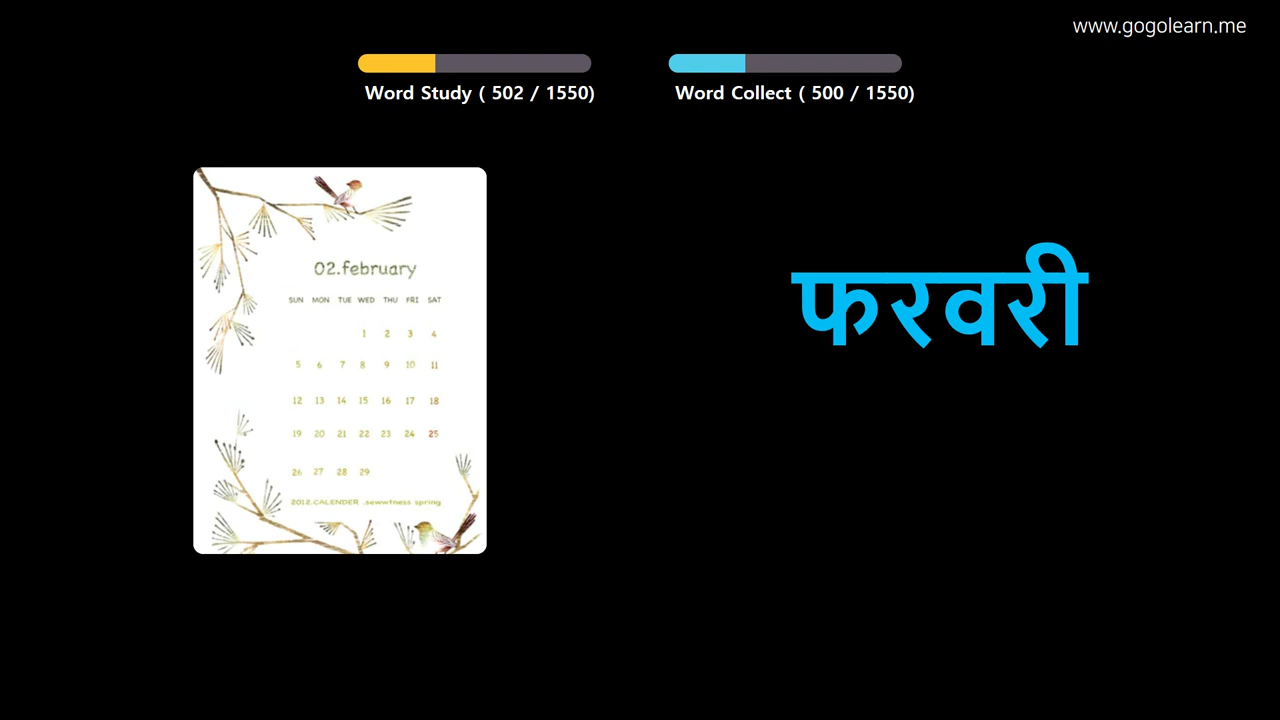 www.gogolearn.me
Word Study ( 502 / 1550)
Word Collect ( 500 / 1550)
02.february
SUN MON TUE WED THU FRI SAT
1 2 3 4
5 6 7 8 9 10 11
12 13 14 15 16 17 18
19 20 21 22 23 24 25
26 27 28 29
2012.CALENDER .sewwtness spring
फरवरी